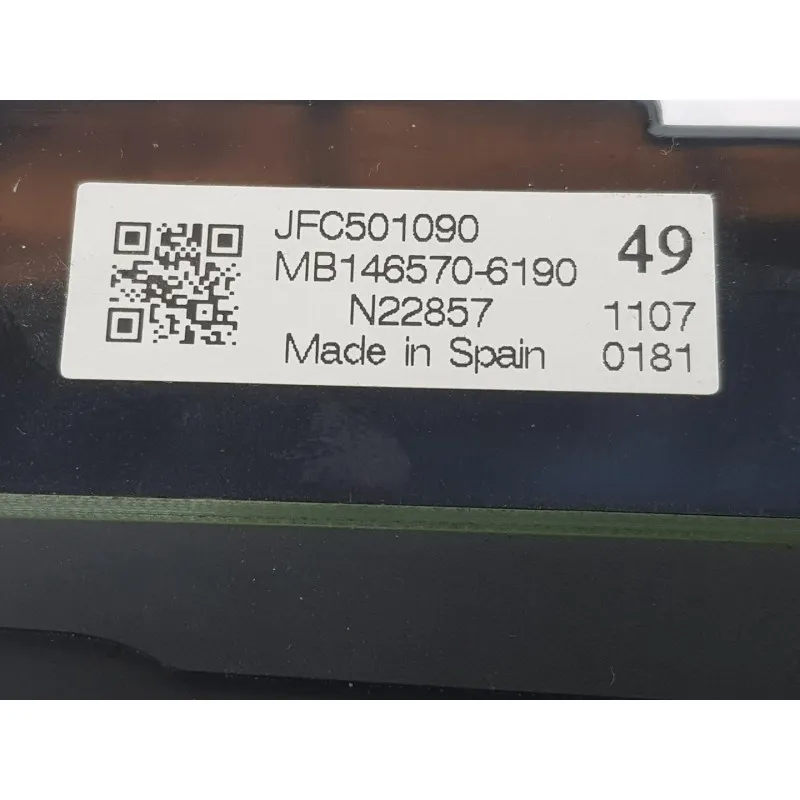 JFC501090
MB146570-6190
49
N22857
1107
Made in Spain
0181